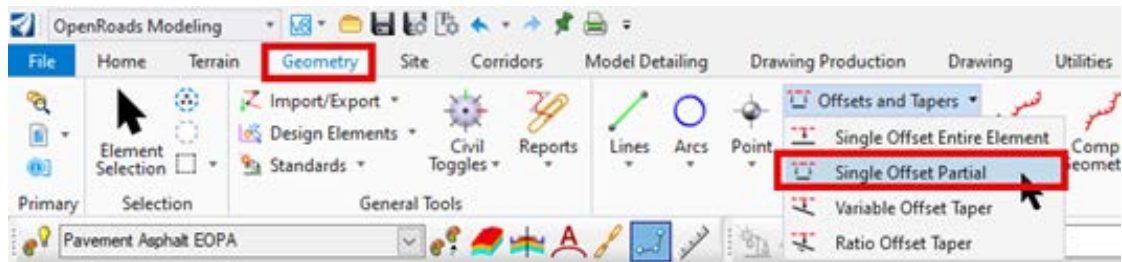 OpenRoads Modeling
File Home Terrain Geometry Site Corridors Model Detailing Drawing Production Drawing Utilities
Import/Export
Design Elements
Standards
Element Selection
Civil Toggles
Reports
Lines
Arcs
Point
Offsets and Tapers
Single Offset Entire Element
Single Offset Partial
Variable Offset Taper
Ratio Offset Taper
Comp
Geomet
Primary Selection General Tools
Pavement Asphalt EOPA